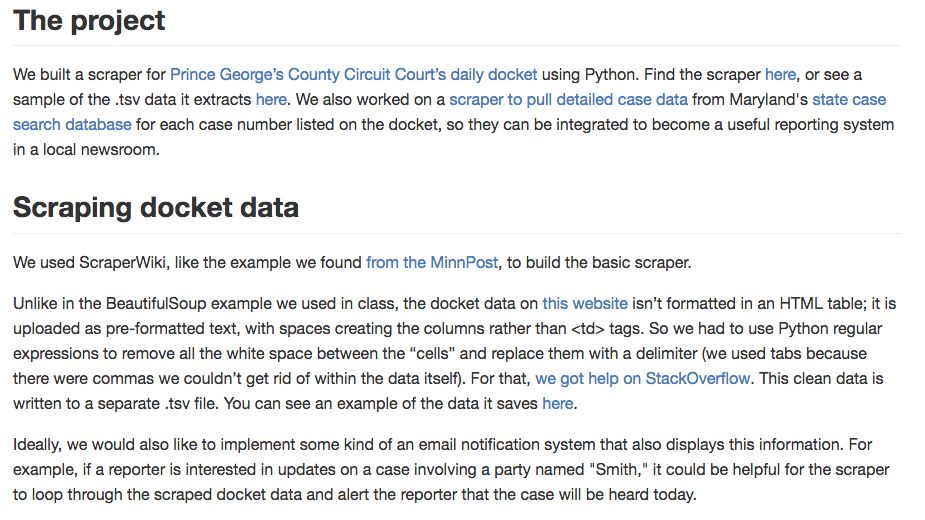 The project
We built a scraper for Prince George’s County Circuit Court’s daily docket using Python. Find the scraper here, or see a
sample of the .tsv data it extracts here. We also worked on a scraper to pull detailed case data from Maryland's state case
search database for each case number listed on the docket, so they can be integrated to become a useful reporting system
in a local newsroom.
Scraping docket data
We used ScraperWiki, like the example we found from the MinnPost, to build the basic scraper.
Unlike in the BeautifulSoup example we used in class, the docket data on this website isn’t formatted in an HTML table; it is
uploaded as pre-formatted text, with spaces creating the columns rather than <td> tags. So we had to use Python regular
expressions to remove all the white space between the “cells” and replace them with a delimiter (we used tabs because
there were commas we couldn’t get rid of within the data itself). For that, we got help on StackOverflow. This clean data is
written to a separate .tsv file. You can see an example of the data it saves here.
Ideally, we would also like to implement some kind of an email notification system that also displays this information. For
example, if a reporter is interested in updates on a case involving a party named "Smith," it could be helpful for the scraper
to loop through the scraped docket data and alert the reporter that the case will be heard today.